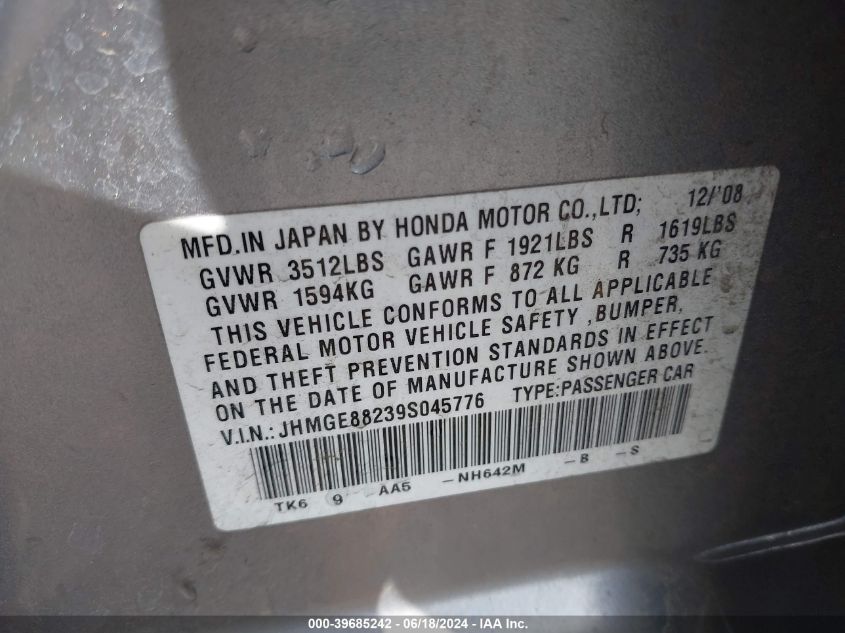 MFD.IN JAPAN BY HONDA MOTOR CO.,LTD; 12/'08
GVWR 3512LBS GAWR F 1921LBS R 1619LBS
GVWR 1594KG GAWR F 872 KG R 735 KG
THIS VEHICLE CONFORMS TO ALL APPLICABLE
FEDERAL MOTOR VEHICLE SAFETY ,BUMPER,
AND THEFT PREVENTION STANDARDS IN EFFECT
ON THE DATE OF MANUFACTURE SHOWN ABOVE.
V.I.N.: JHMGE88239S045776 TYPE:PASSENGER CAR
TK6 9 AA5 -NH642M -8 -S
000-39685242 - 06/18/2024 - IAA Inc.